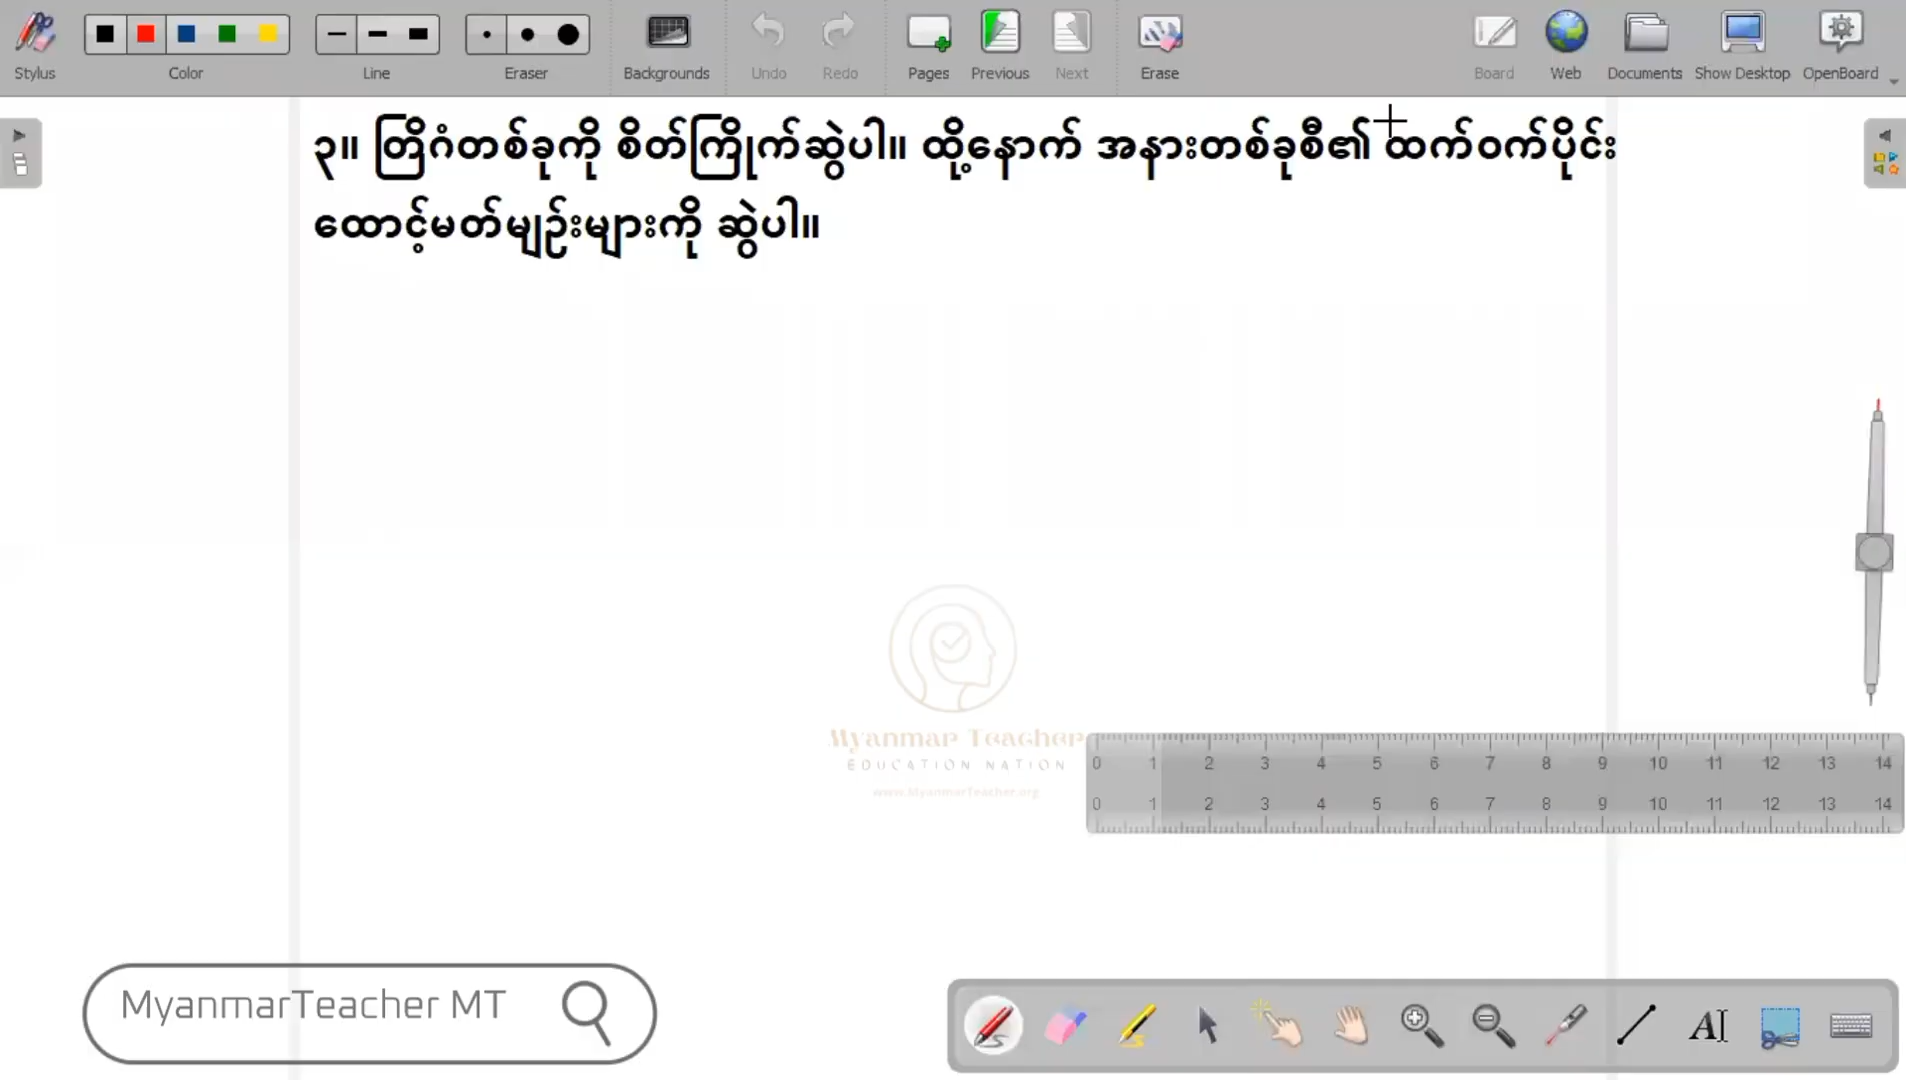 Stylus Color Line Eraser Backgrounds Undo Redo Pages Previous Next Erase Board Web Documents Show Desktop OpenBoard
၃။ တြိဂံတစ်ခုကို စိတ်ကြိုက်ဆွဲပါ။ ထို့နောက် အနားတစ်ခုစီ၏ ထက်ဝက်ပိုင်း
ထောင့်မတ်မျဉ်းများကို ဆွဲပါ။
Myanmar Teacher
EDUCATION NATION
www.MyanmarTeacher.org
0 1 2 3 4 5 6 7 8 9 10 11 12 13 14
0 1 2 3 4 5 6 7 8 9 10 11 12 13 14
MyanmarTeacher MT
AI